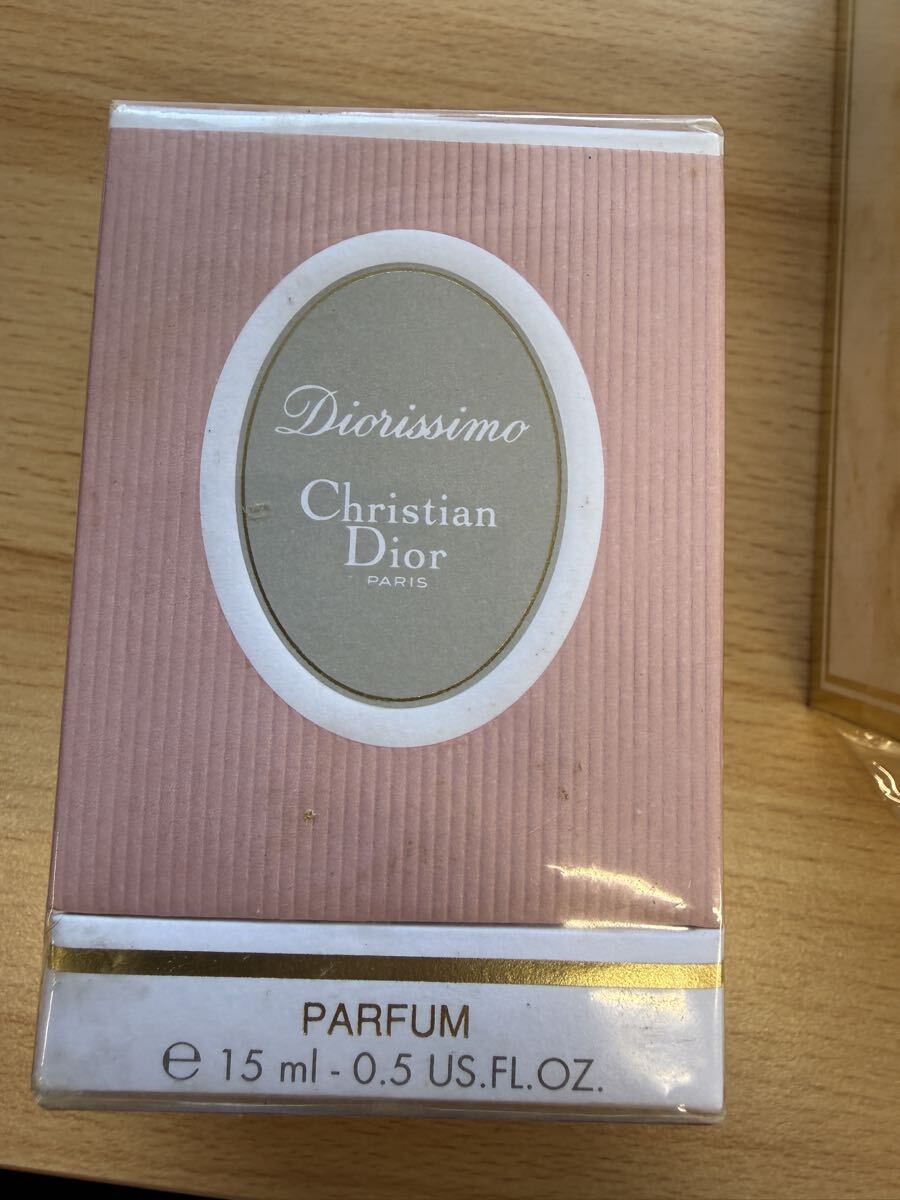 Diorissimo
Christian
Dior
PARIS
PARFUM
℮ 15 ml - 0.5 US.FL.OZ.